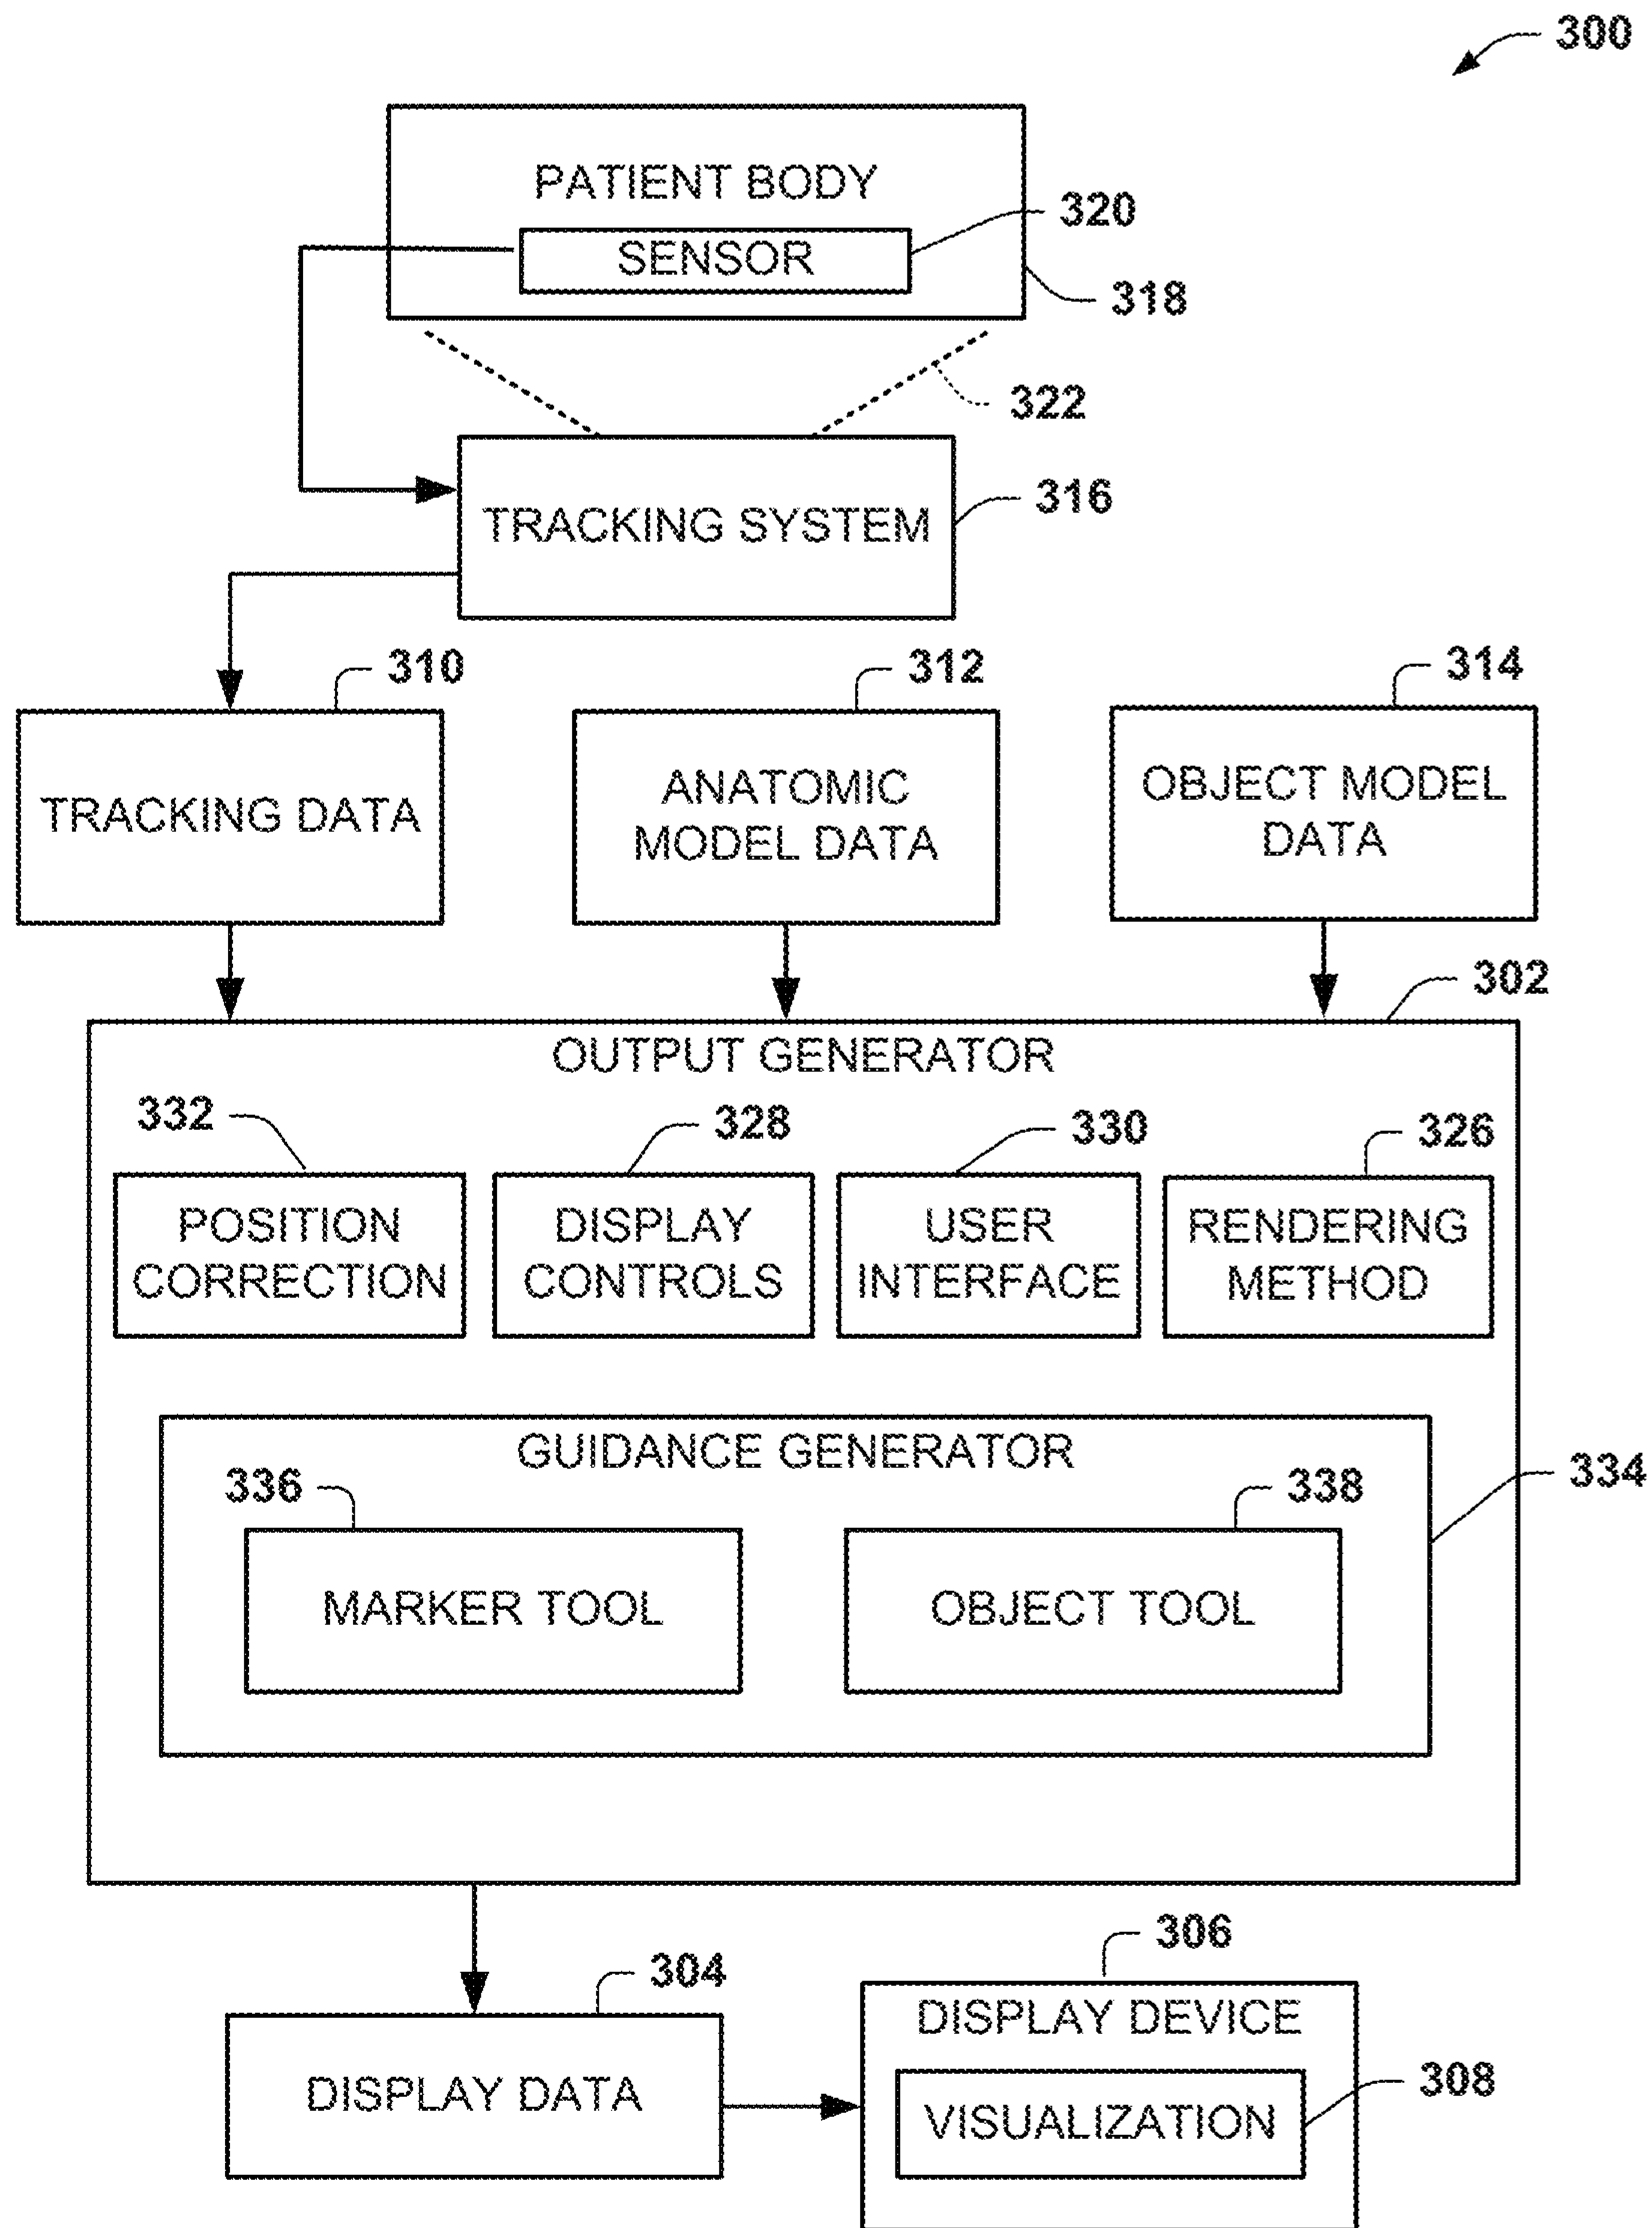 300
PATIENT BODY
320
SENSOR
318
322
316
TRACKING SYSTEM
310
312
314
TRACKING DATA
ANATOMIC
MODEL DATA
OBJECT MODEL
DATA
302
OUTPUT GENERATOR
332
328
330
326
POSITION
CORRECTION
DISPLAY
CONTROLS
USER
INTERFACE
RENDERING
METHOD
GUIDANCE GENERATOR
334
336
338
MARKER TOOL
OBJECT TOOL
304
306
DISPLAY DATA
DISPLAY DEVICE
308
VISUALIZATION